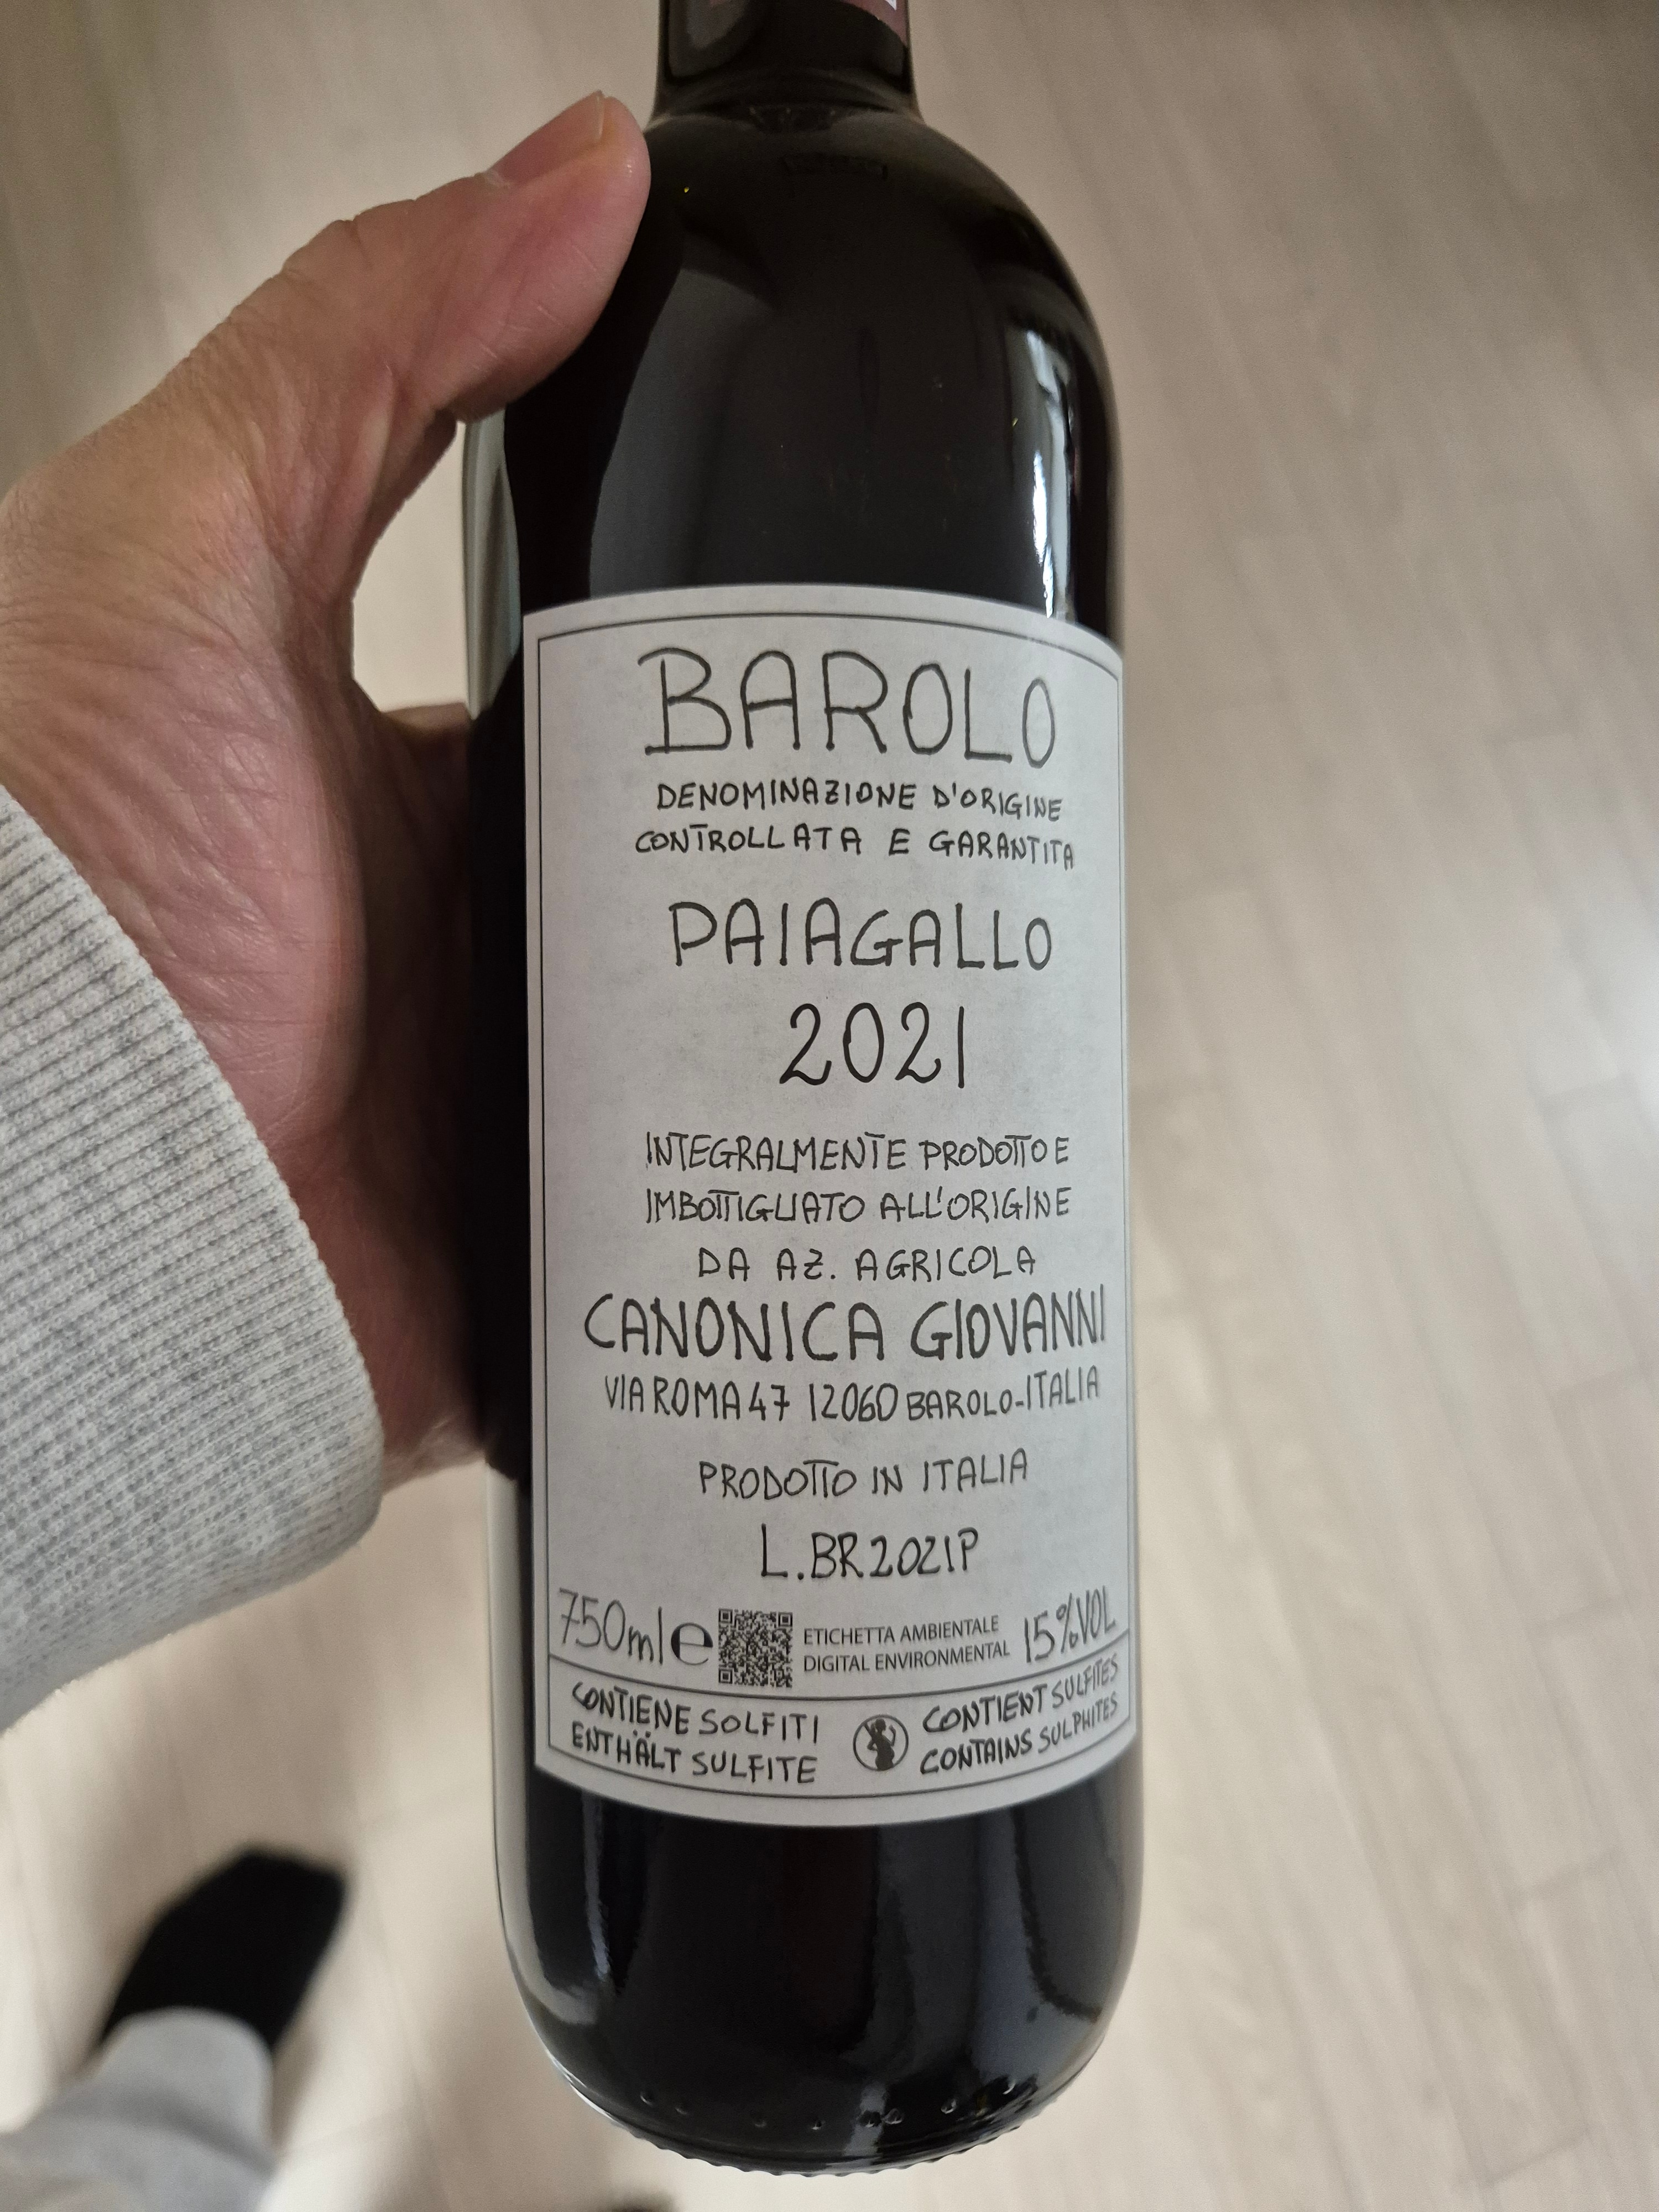 BAROLO
DENOMINAZIONE D'ORIGINE
CONTROLLATA E GARANTITA
PAIAGALLO
2021
INTEGRALMENTE PRODOTTO E
IMBOTTIGLIATO ALL'ORIGINE
DA AZ. AGRICOLA
CANONICA GIOVANNI
VIA ROMA 47 12060 BAROLO-ITALIA
PRODOTTO IN ITALIA
L.BR2021P
750ml e ETICHETTA AMBIENTALE 15%VOL
DIGITAL ENVIRONMENTAL
CONTIENE SOLFITI CONTIENT SULFITES
ENTHÄLT SULFITE CONTAINS SULPHITES